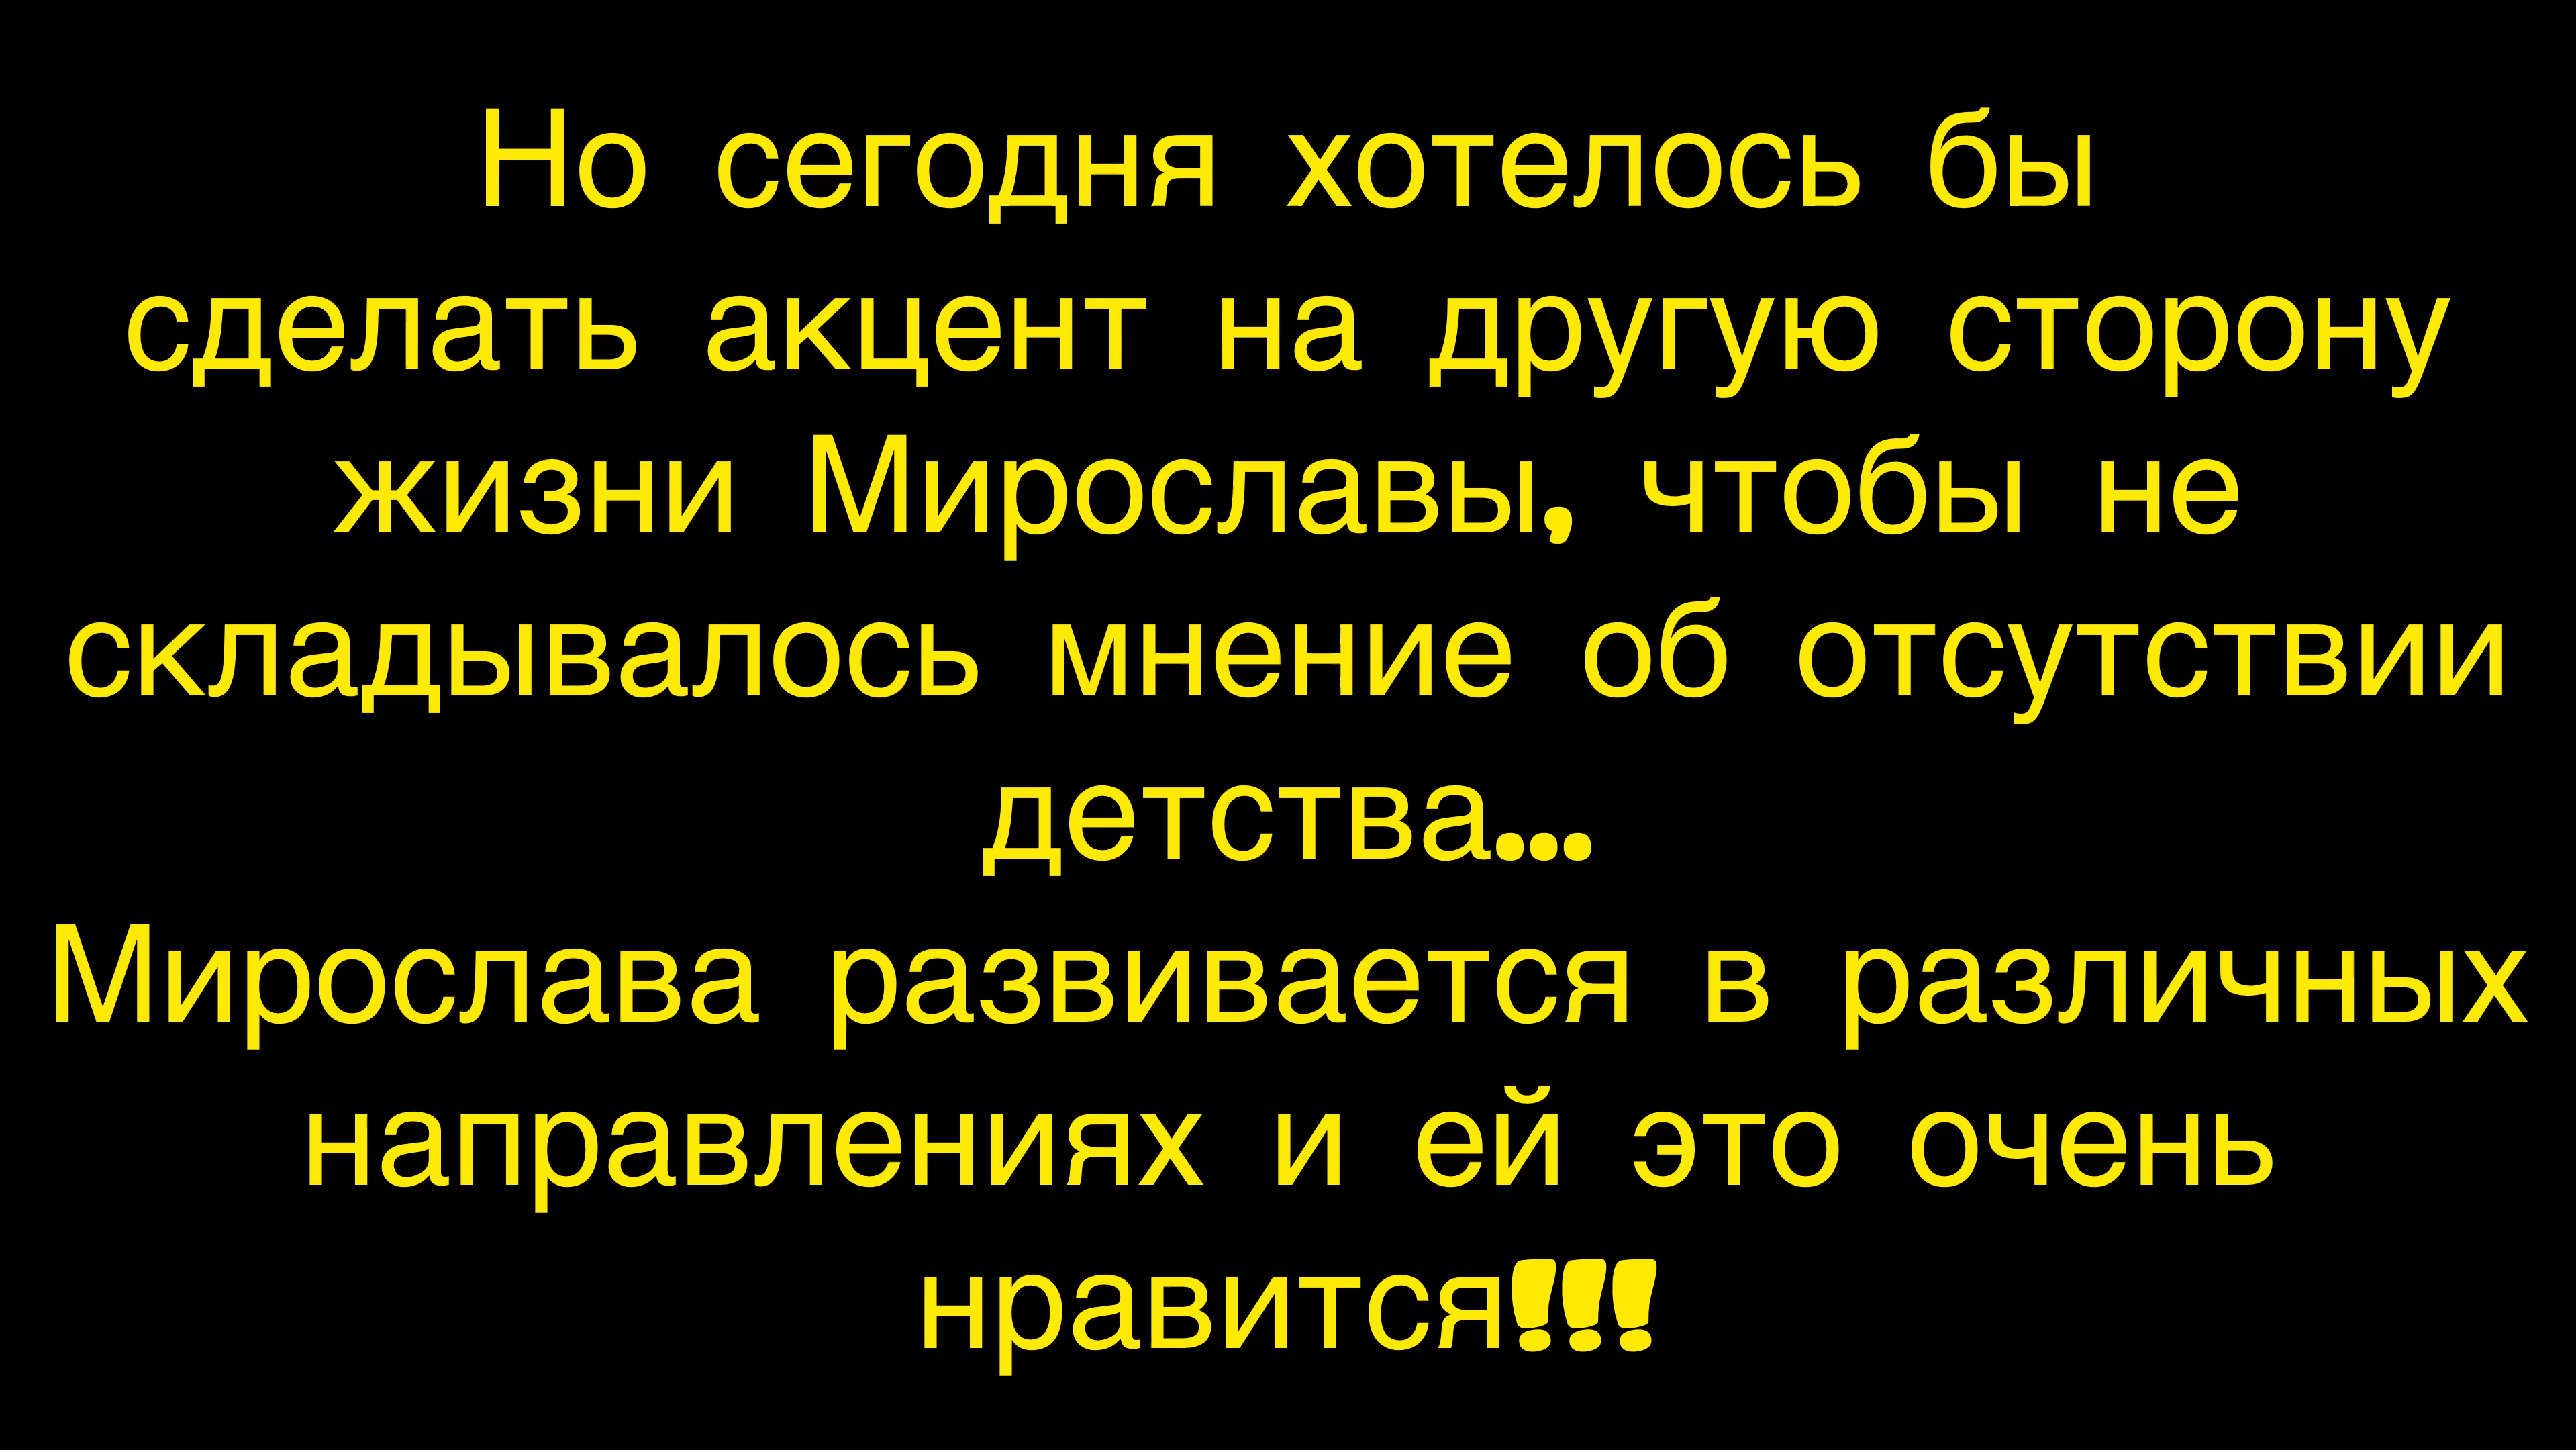 Но сегодня хотелось бы
сделать акцент на другую сторону
жизни Мирославы, чтобы не
складывалось мнение об отсутствии
детства...
Мирослава развивается в различных
направлениях и ей это очень
нравится!!!